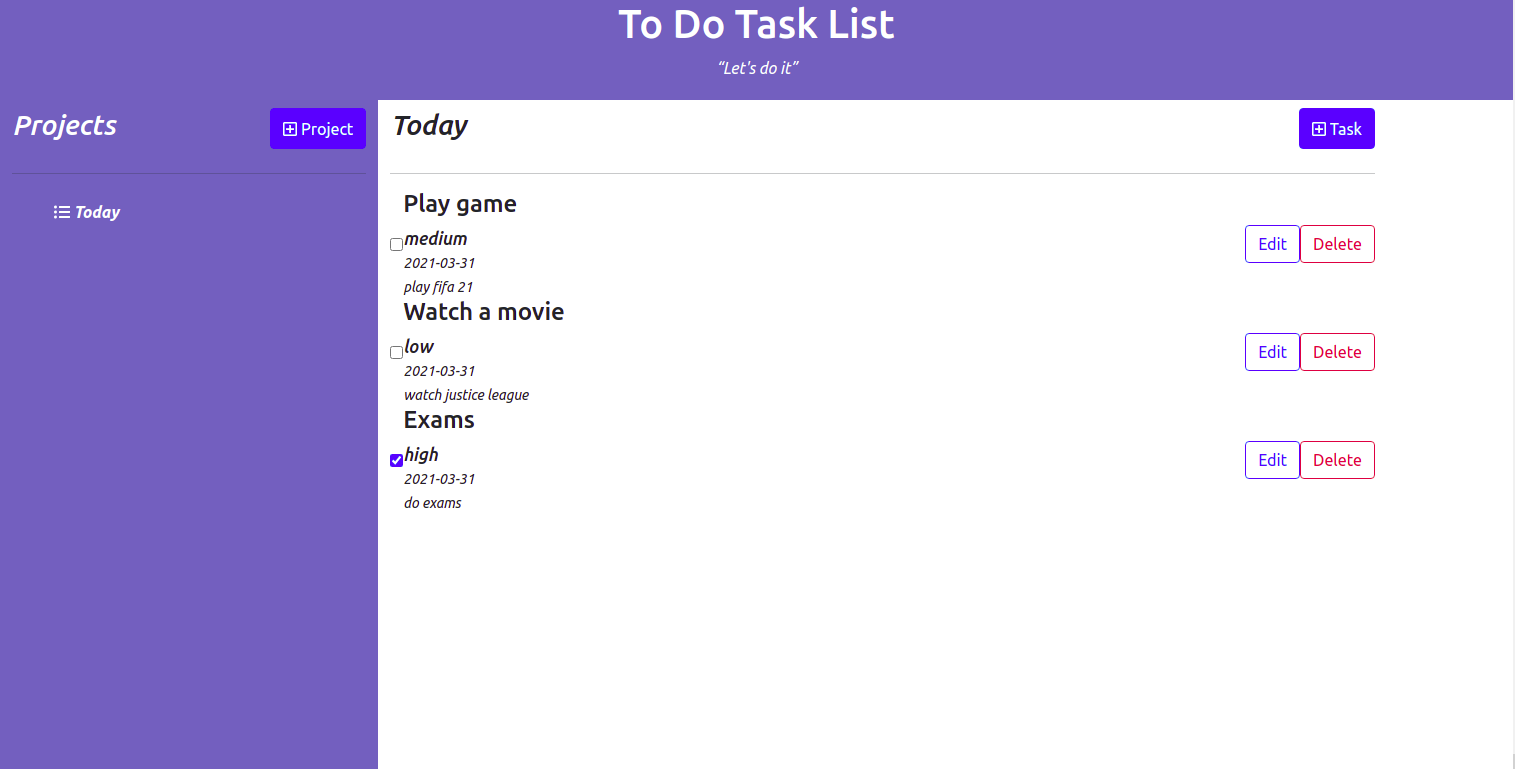 To Do Task List
“Let's do it”
Projects
Project
Today
Today
Task
Play game
medium
2021-03-31
play fifa 21
Edit Delete
Watch a movie
low
2021-03-31
watch justice league
Edit Delete
Exams
high
2021-03-31
do exams
Edit Delete